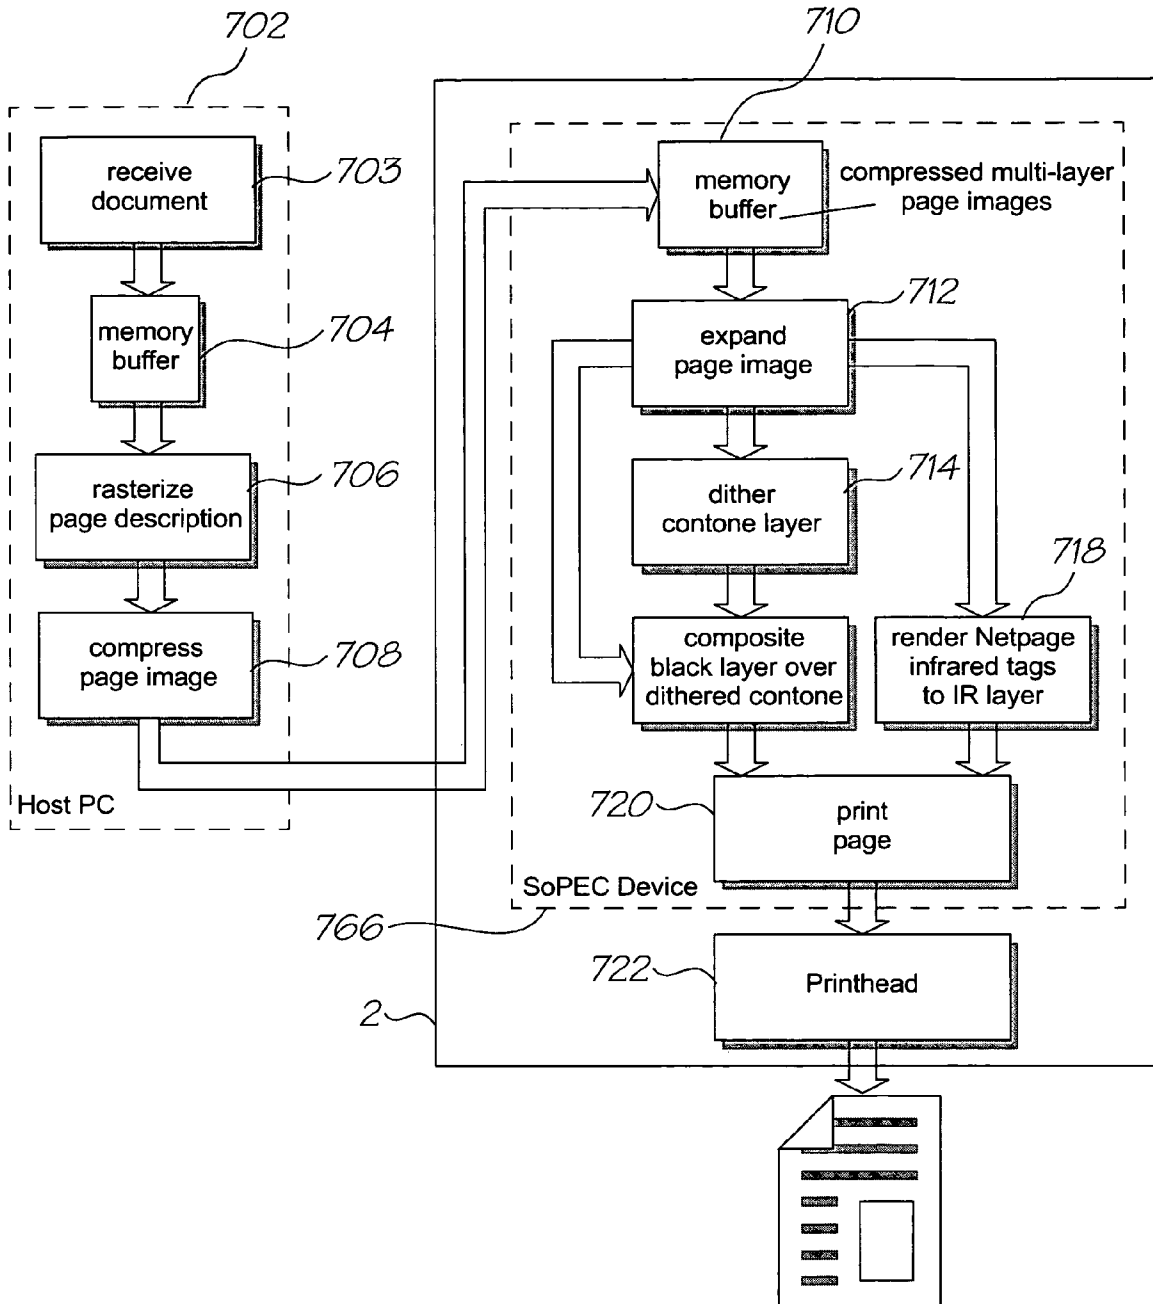 702
receive
document
703
memory
buffer
704
rasterize
page description
706
compress
page image
708
Host PC
710
memory
buffer
compressed multi-layer
page images
expand
page image
712
dither
contone layer
714
composite
black layer over
dithered contone
718
render Netpage
infrared tags
to IR layer
720
print
page
SoPEC Device
766
722
Printhead
2